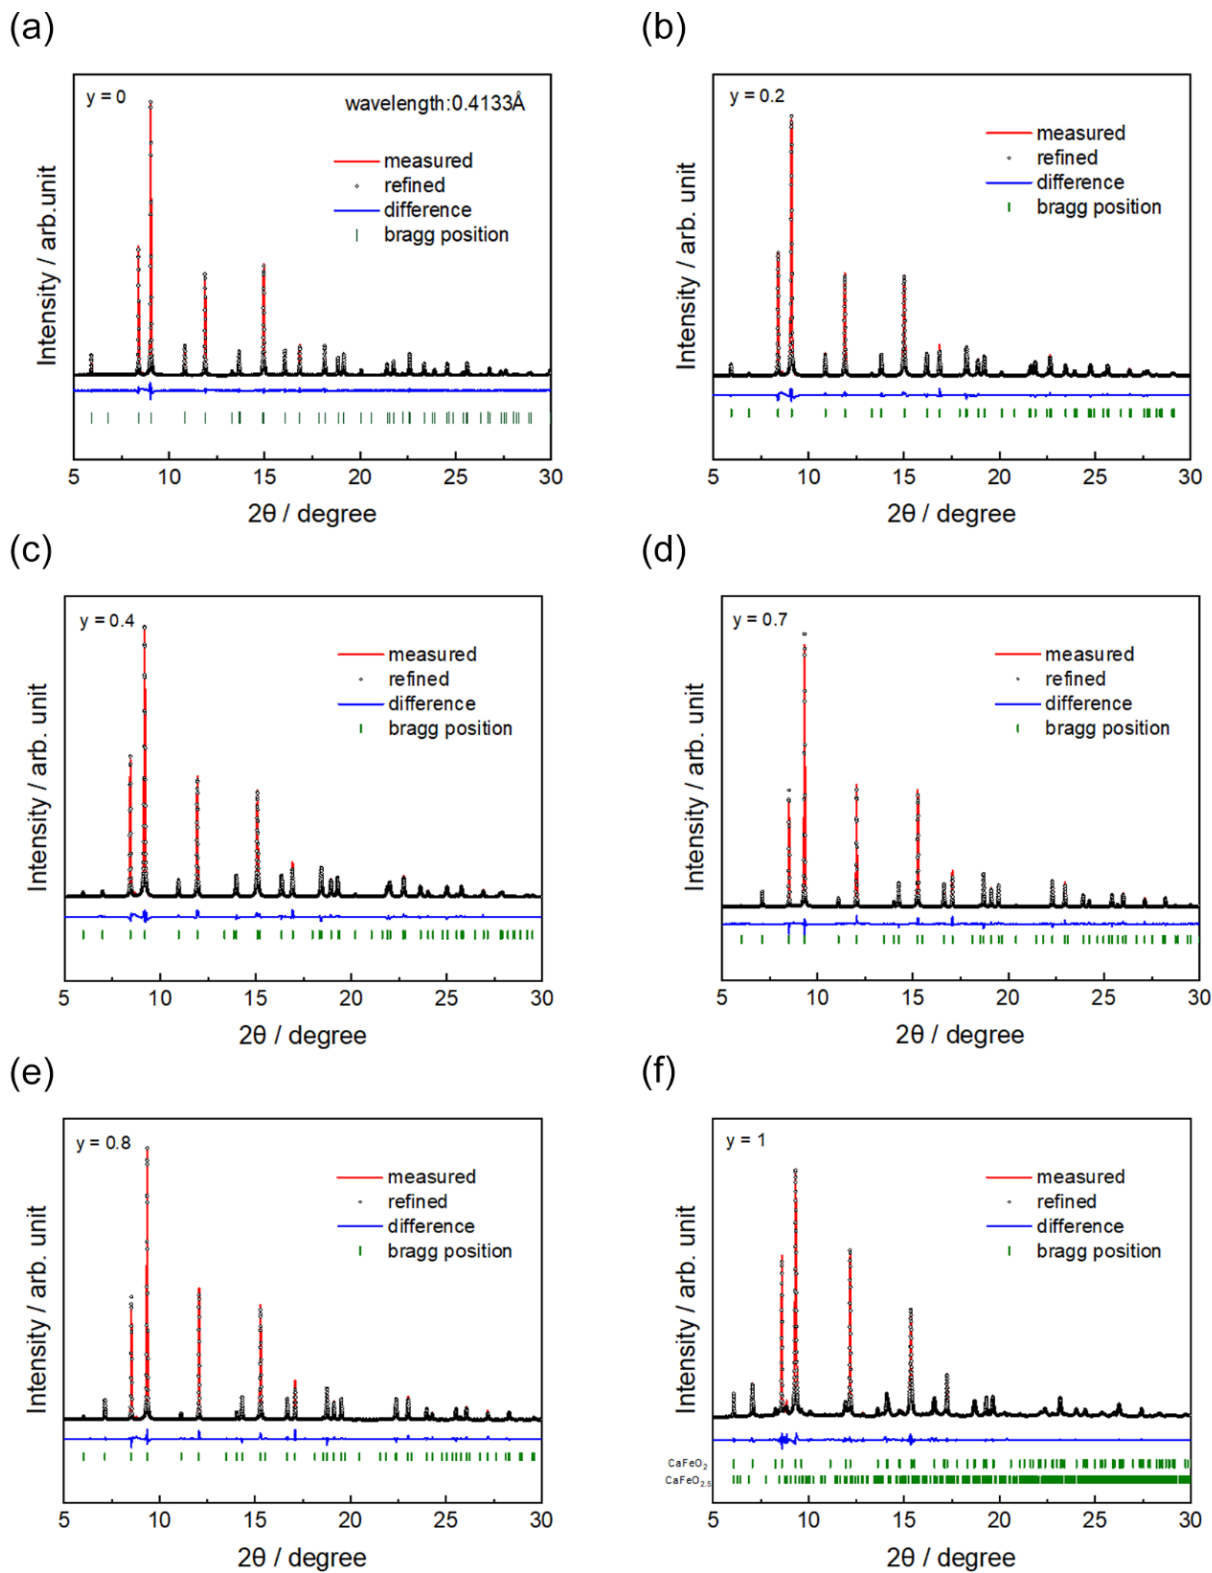 (a)
y = 0
wavelength:0.4133Å
measured
refined
difference
bragg position
Intensity / arb.unit
5 10 15 20 25 30
2θ / degree
(b)
y = 0.2
measured
refined
difference
bragg position
Intensity / arb. unit
5 10 15 20 25 30
2θ / degree
(c)
y = 0.4
measured
refined
difference
bragg position
Intensity / arb. unit
5 10 15 20 25 30
2θ / degree
(d)
y = 0.7
measured
refined
difference
bragg position
Intensity / arb. unit
5 10 15 20 25 30
2θ / degree
(e)
y = 0.8
measured
refined
difference
bragg position
Intensity / arb. unit
5 10 15 20 25 30
2θ / degree
(f)
y = 1
measured
refined
difference
bragg position
Intensity / arb. unit
CaFeO2
CaFeO2.5
5 10 15 20 25 30
2θ / degree